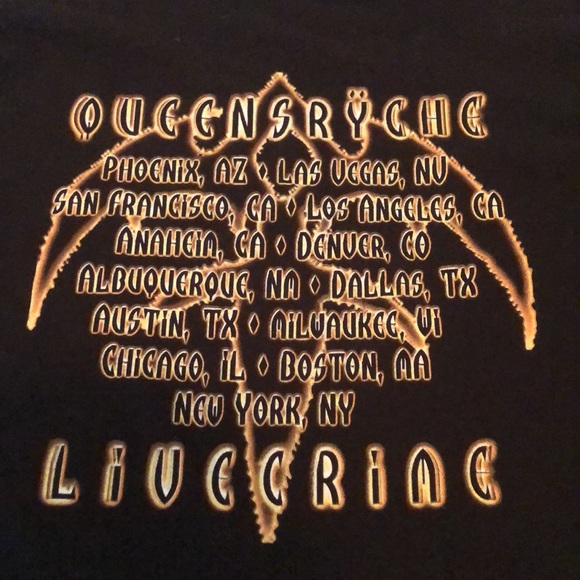 QUEENSRŸCHE
PHOENIX, AZ ◊ LAS VEGAS, NV
SAN FRANCISCO, CA ◊ LOS ANGELES, CA
ANAHEIM, CA ◊ DENVER, CO
ALBUQUERQUE, NM ◊ DALLAS, TX
AUSTIN, TX ◊ MILWAUKEE, WI
CHICAGO, IL ◊ BOSTON, MA
NEW YORK, NY
LIVECRIME